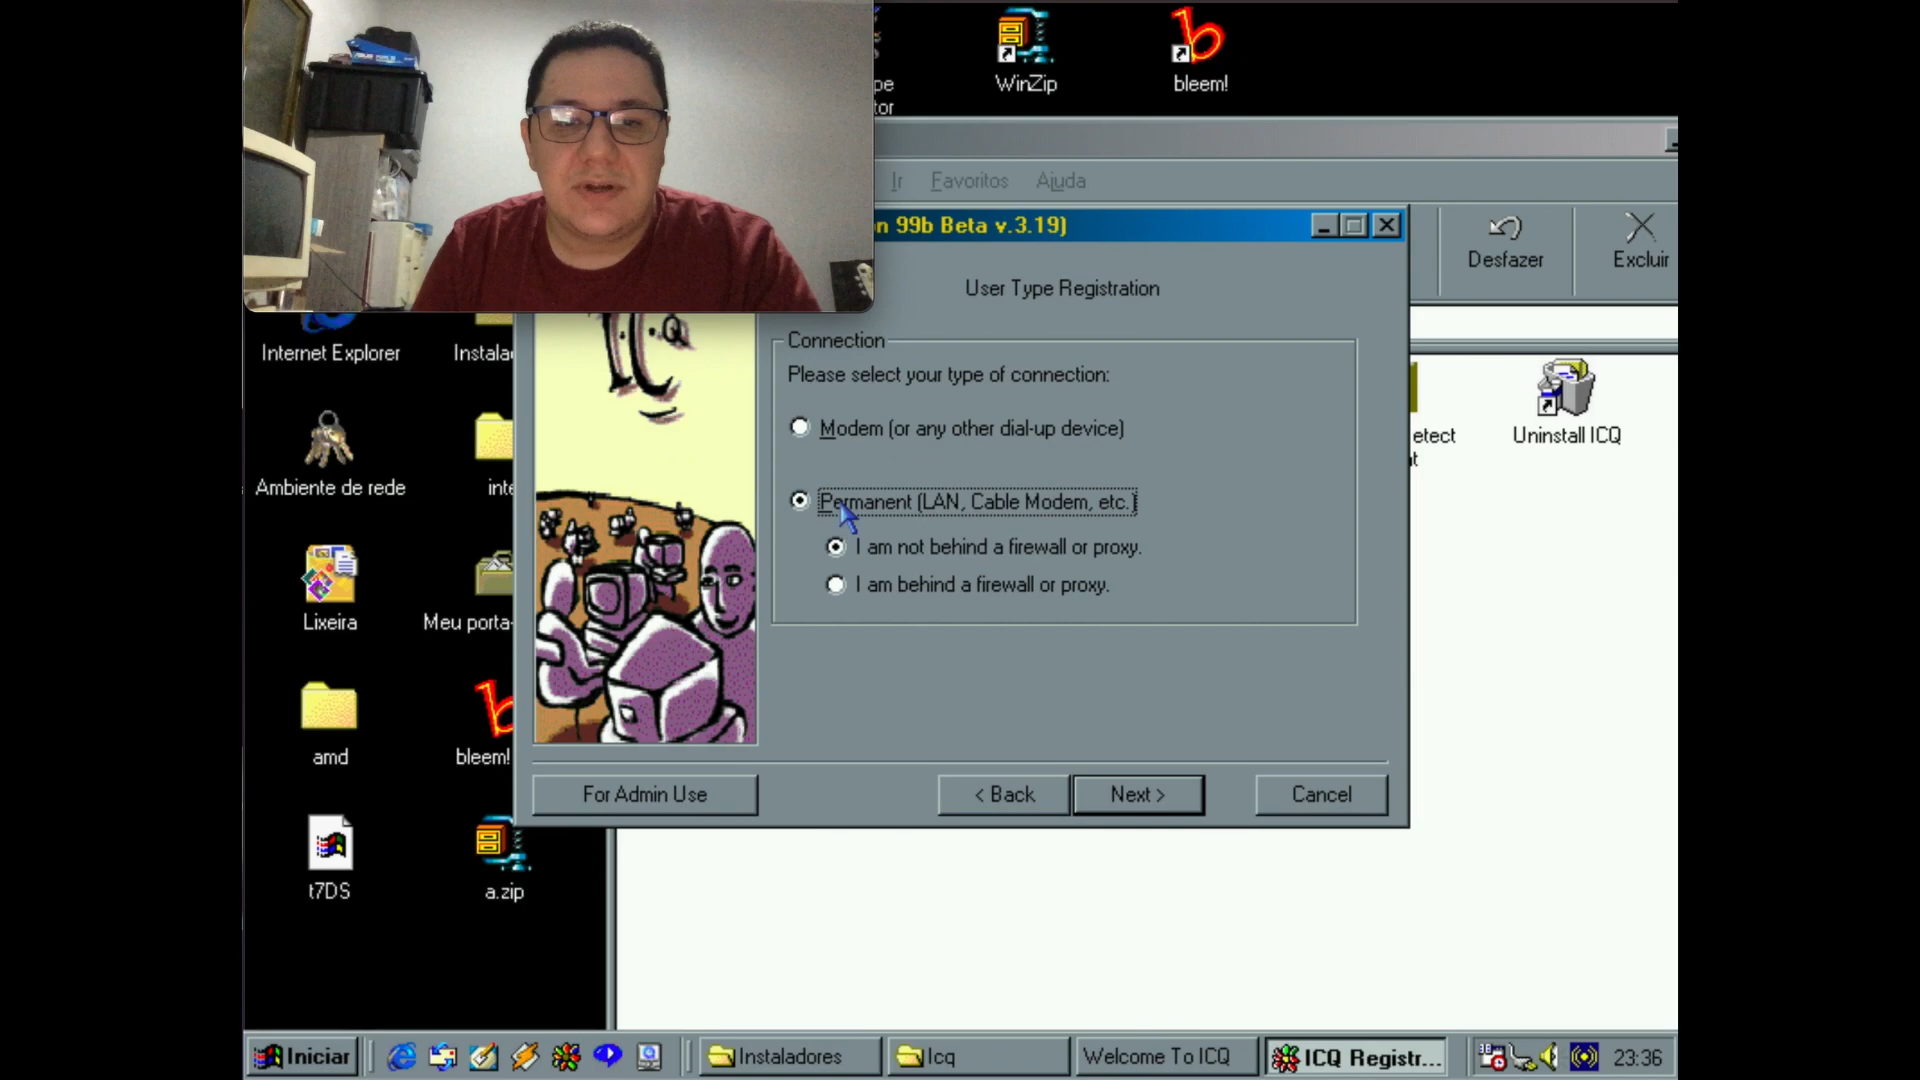 pe
tor
WinZip
bleem!
Ir Favoritos Ajuda
n 99b Beta v.3.19)
Desfazer
Excluir
User Type Registration
Connection
Please select your type of connection:
Modem (or any other dial-up device)
Permanent (LAN, Cable Modem, etc.)
I am not behind a firewall or proxy.
I am behind a firewall or proxy.
For Admin Use
< Back
Next >
Cancel
etect
t
Uninstall ICQ
Internet Explorer
Instala
Ambiente de rede
inte
Lixeira
Meu porta-
amd
bleem!
t7DS
a.zip
Iniciar
Instaladores
Icq
Welcome To ICQ
ICQ Registr...
23:36